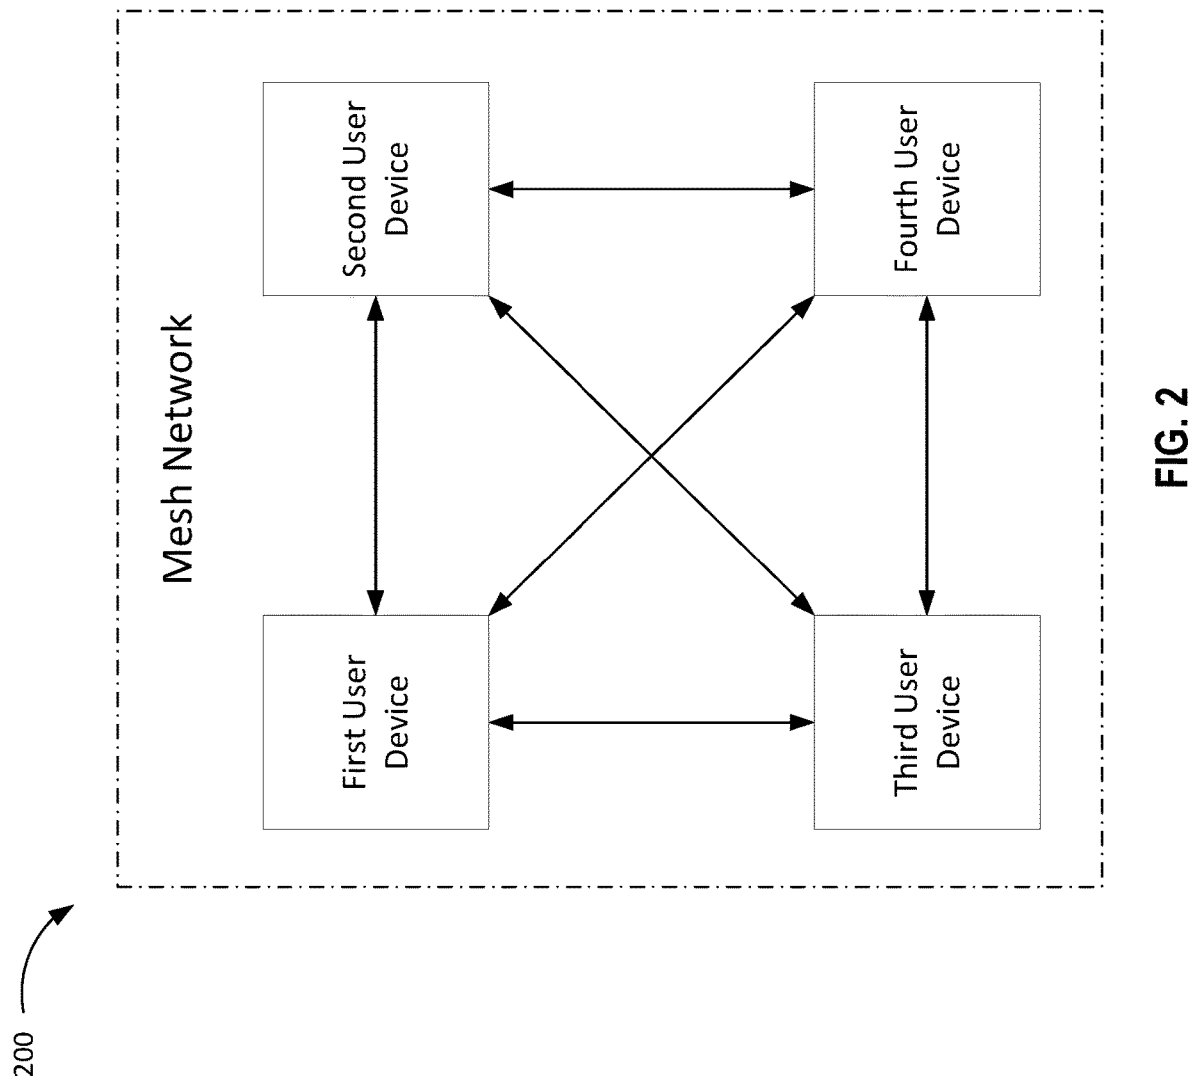 200
Mesh Network
First User
Device
Second User
Device
Third User
Device
Fourth User
Device
FIG. 2